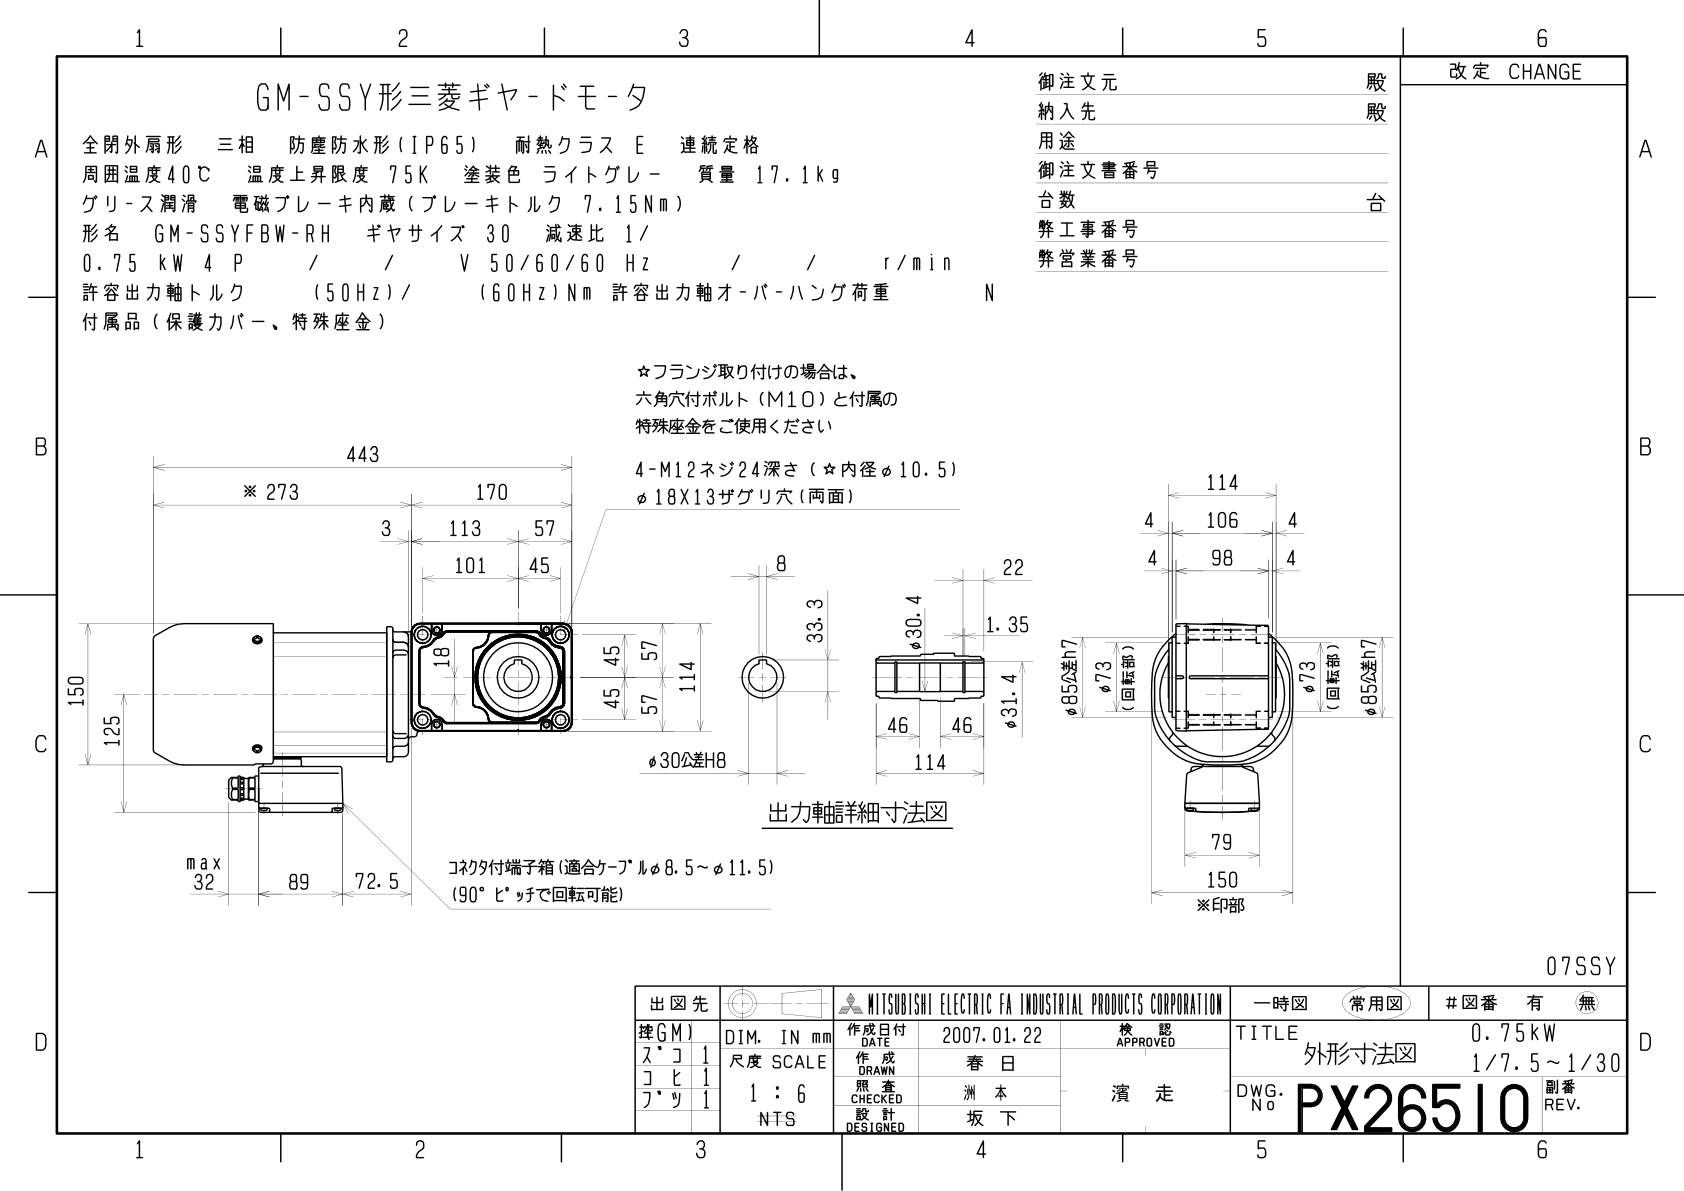 1 2 3 4 5 6
改定 CHANGE
GM-SSY形三菱ギヤ-ドモ-タ
全閉外扇形 三相 防塵防水形(IP65) 耐熱クラス E 連続定格
周囲温度40℃ 温度上昇限度 75K 塗装色 ライトグレー 質量 17.1kg
グリ-ス潤滑 電磁ブレーキ内蔵(ブレーキトルク 7.15Nm)
形名 GM-SSYFBW-RH ギヤサイズ 30 減速比 1/
0.75 kW 4 P / / V 50/60/60 Hz / / r/min
許容出力軸トルク (50Hz)/ (60Hz)Nm 許容出力軸オ-バ-ハング荷重 N
付属品(保護カバー、特殊座金)
御注文元 殿
納入先 殿
用途
御注文書番号
台数 台
弊工事番号
弊営業番号
A A
B B
C C
D D
☆フランジ取り付けの場合は、
六角穴付ボルト(M10)と付属の
特殊座金をご使用ください
4-M12ネジ24深さ(☆内径φ10.5)
φ18X13ザグリ穴(両面)
443
※273 170
3 113 57
101 45
18
45 57
114
45 57
150
125
max
32 89 72.5
コネクタ付端子箱(適合ケーブルφ8.5~φ11.5)
(90°ピッチで回転可能)
8
33.3
φ30公差H8
22
φ30.4
1.35
φ31.4
46 46
114
出力軸詳細寸法図
114
4 106 4
4 98 4
φ85公差h7
φ73
(回転部)
φ73
(回転部)
φ85公差h7
79
150
※印部
07SSY
出図先
MITSUBISHI ELECTRIC FA INDUSTRIAL PRODUCTS CORPORATION
一時図 常用図 #図番 有 無
GM)
スﾞコ 1
コヒ 1
フﾞツ 1
DIM. IN mm
尺度 SCALE
1 : 6
NTS
作成日付
DATE
2007.01.22
検 認
APPROVED
作 成
DRAWN
春 日
照 査
CHECKED
洲 本
濱 走
設 計
DESIGNED
坂 下
TITLE
外形寸法図
0.75kW
1/7.5~1/30
DWG.
No
PX26510
副番
REV.
1 2 3 4 5 6